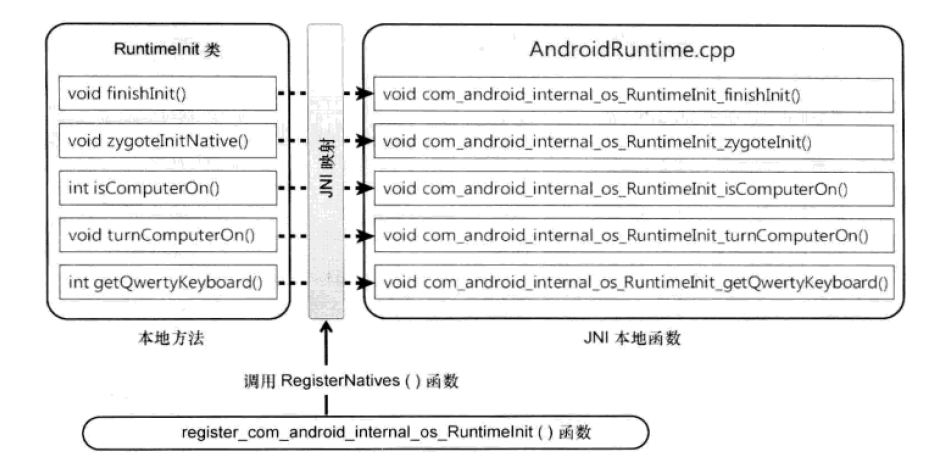 RuntimeInit 类
void finishInit()
void zygoteInitNative()
int isComputerOn()
void turnComputerOn()
int getQwertyKeyboard()
本地方法
JNI 映射
AndroidRuntime.cpp
void com_android_internal_os_RuntimeInit_finishInit()
void com_android_internal_os_RuntimeInit_zygoteInit()
void com_android_internal_os_RuntimeInit_isComputerOn()
void com_android_internal_os_RuntimeInit_turnComputerOn()
void com_android_internal_os_RuntimeInit_getQwertyKeyboard()
JNI 本地函数
调用 RegisterNatives ( ) 函数
register_com_android_internal_os_RuntimeInit ( ) 函数